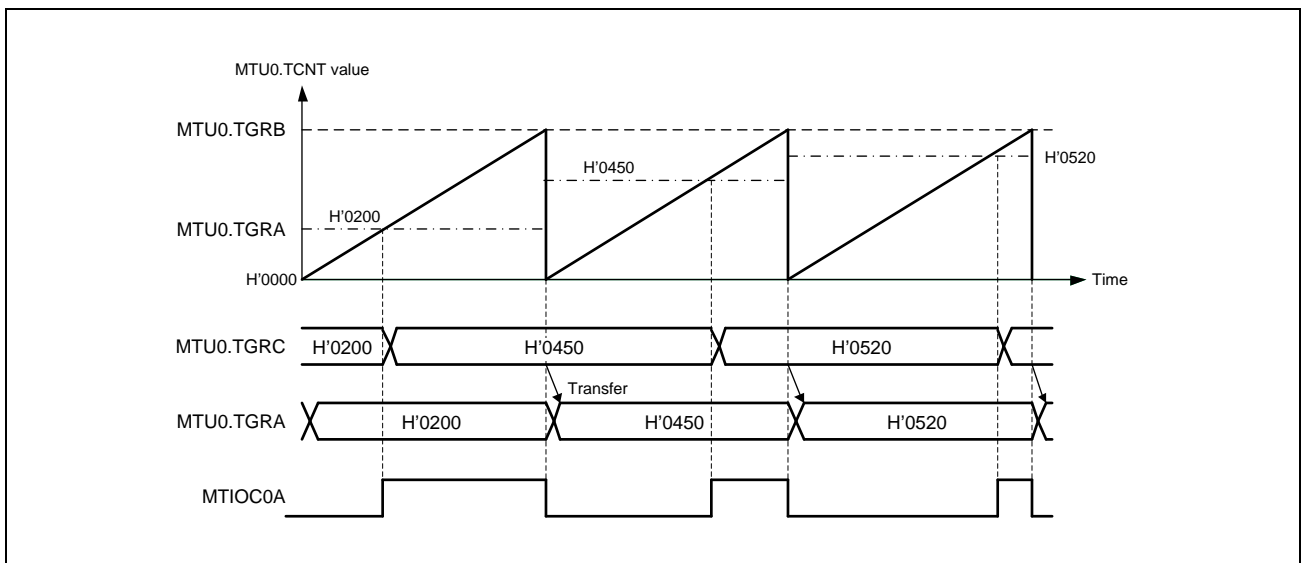 MTU0.TCNT value
MTU0.TGRB
H'0520
H'0450
H'0200
MTU0.TGRA
H'0000
Time
MTU0.TGRC
H'0200
H'0450
H'0520
Transfer
MTU0.TGRA
H'0200
H'0450
H'0520
MTIOC0A